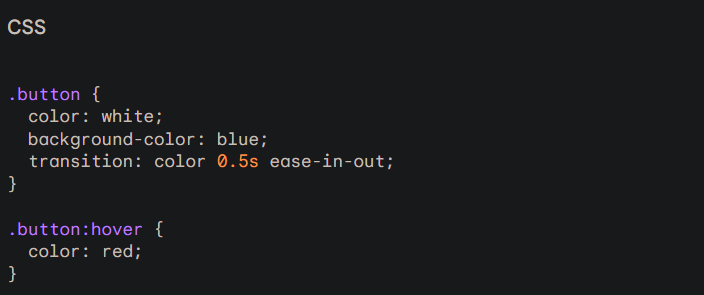 CSS
.button {
  color: white;
  background-color: blue;
  transition: color 0.5s ease-in-out;
}
.button:hover {
  color: red;
}